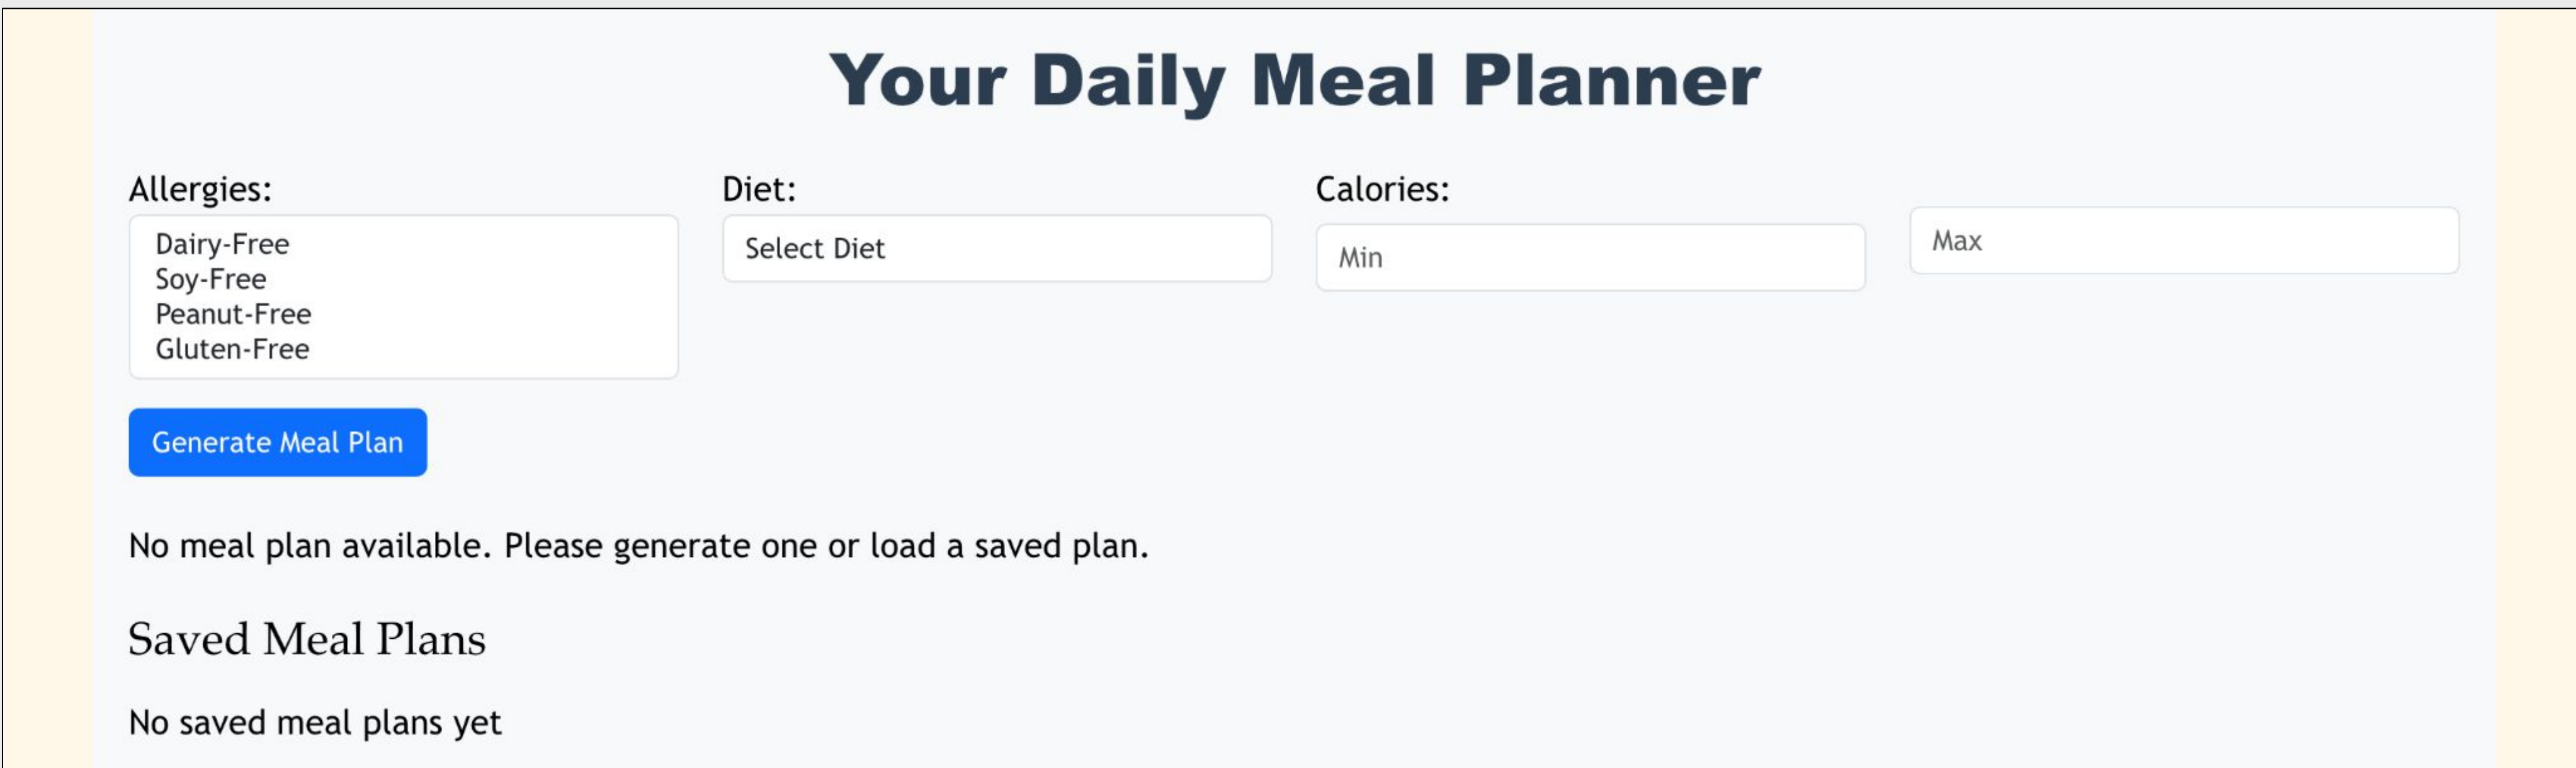 Your Daily Meal Planner
Allergies:
Dairy-Free
Soy-Free
Peanut-Free
Gluten-Free
Diet:
Select Diet
Calories:
Min
Max
Generate Meal Plan
No meal plan available. Please generate one or load a saved plan.
Saved Meal Plans
No saved meal plans yet